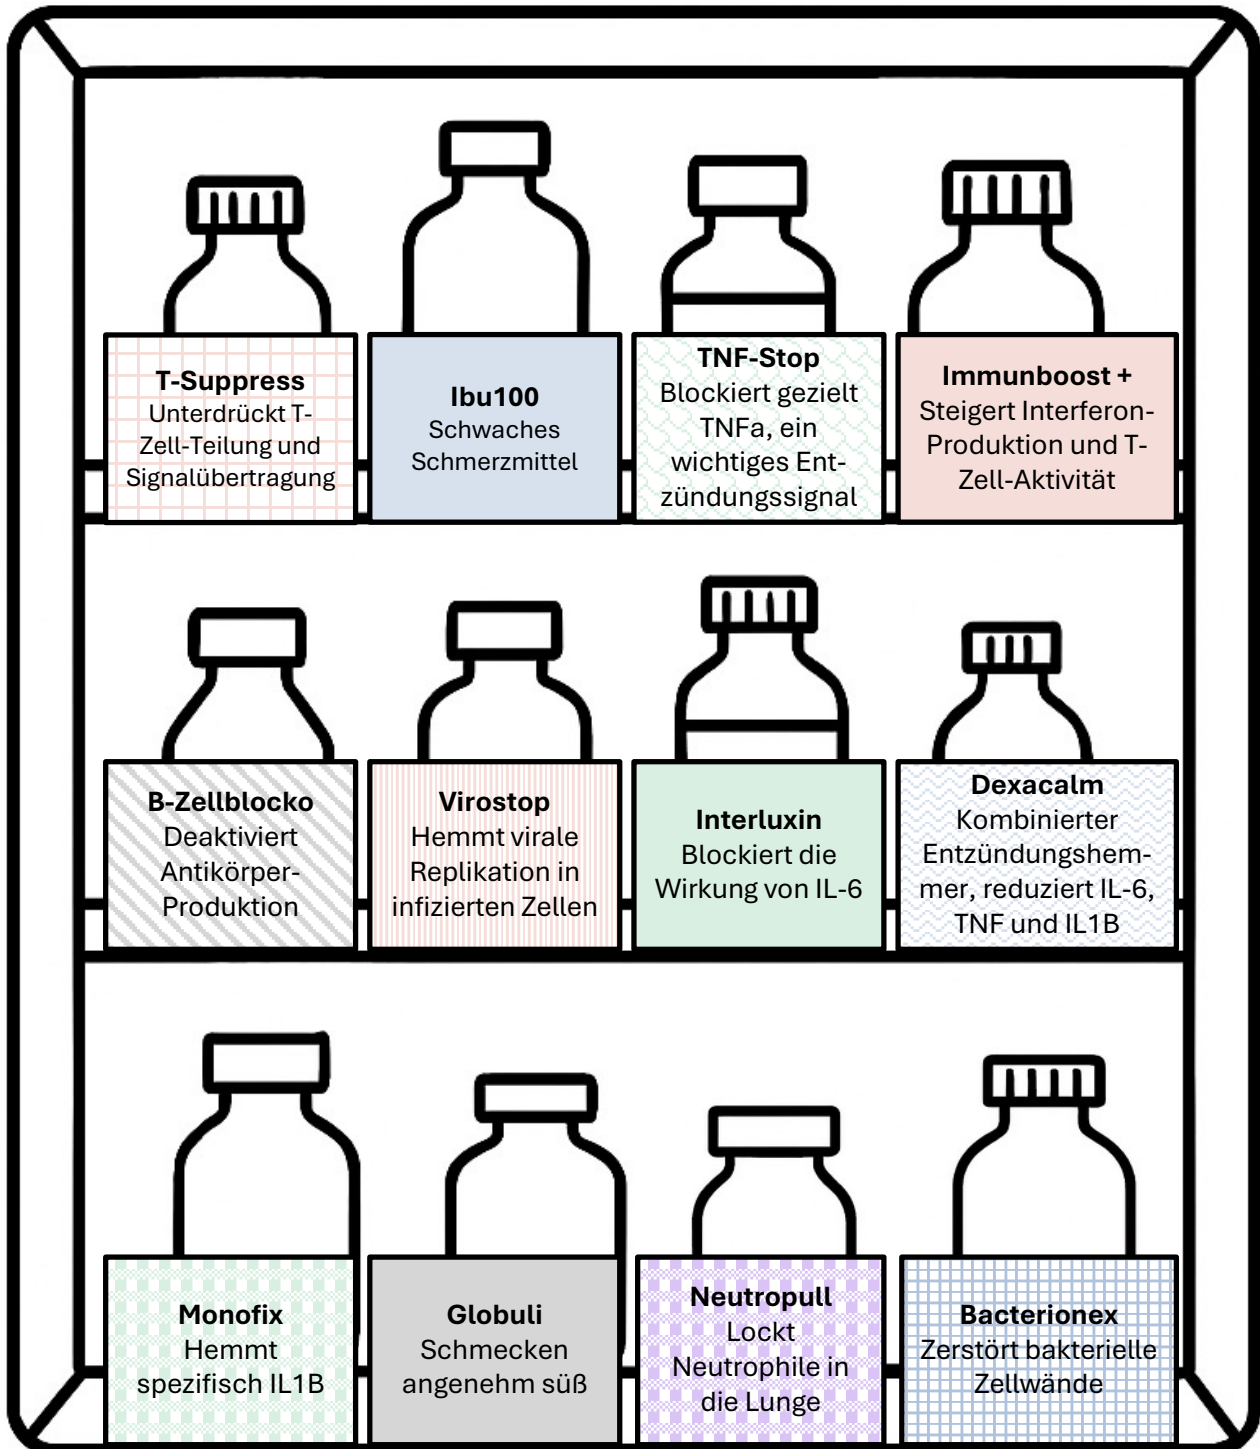 T-Suppress
Unterdrückt T-
Zell-Teilung und
Signalübertragung
Ibu100
Schwaches
Schmerzmittel
TNF-Stop
Blockiert gezielt
TNFa, ein
wichtiges Ent-
zündungssignal
Immunboost +
Steigert Interferon-
Produktion und T-
Zell-Aktivität
B-Zellblocko
Deaktiviert
Antikörper-
Produktion
Virostop
Hemmt virale
Replikation in
infizierten Zellen
Interluxin
Blockiert die
Wirkung von IL-6
Dexacalm
Kombinierter
Entzündungshem-
mer, reduziert IL-6,
TNF und IL1B
Monofix
Hemmt
spezifisch IL1B
Globuli
Schmecken
angenehm süß
Neutropull
Lockt
Neutrophile in
die Lunge
Bacterionex
Zerstört bakterielle
Zellwände